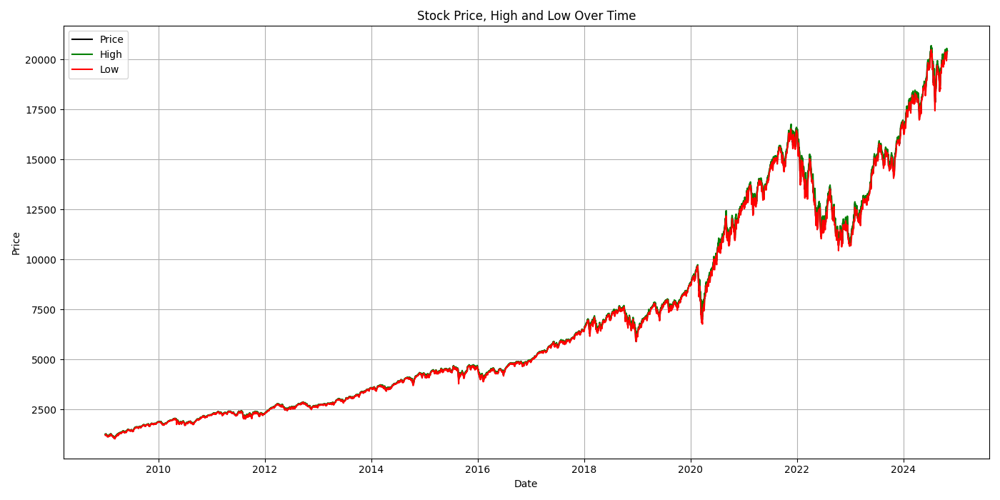 Stock Price, High and Low Over Time
Price
High
Low
Price
20000
17500
15000
12500
10000
7500
5000
2500
2010 2012 2014 2016 2018 2020 2022 2024
Date